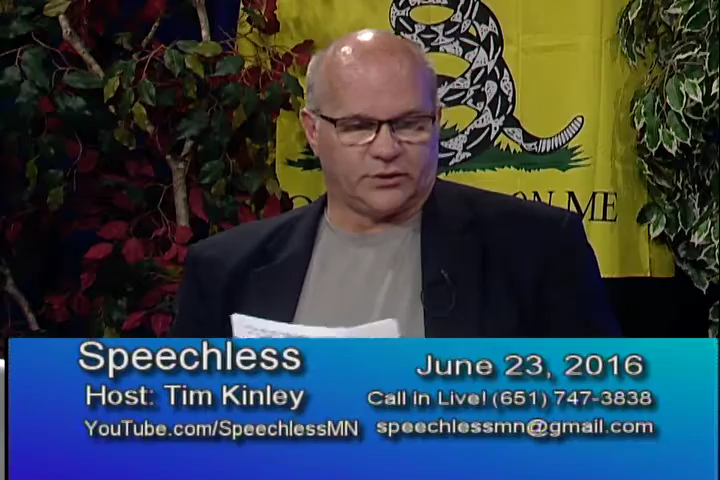 ON ME
Speechless
June 23, 2016
Host: Tim Kinley
Call in Live! (651) 747-3838
YouTube.com/SpeechlessMN
speechlessmn@gmail.com